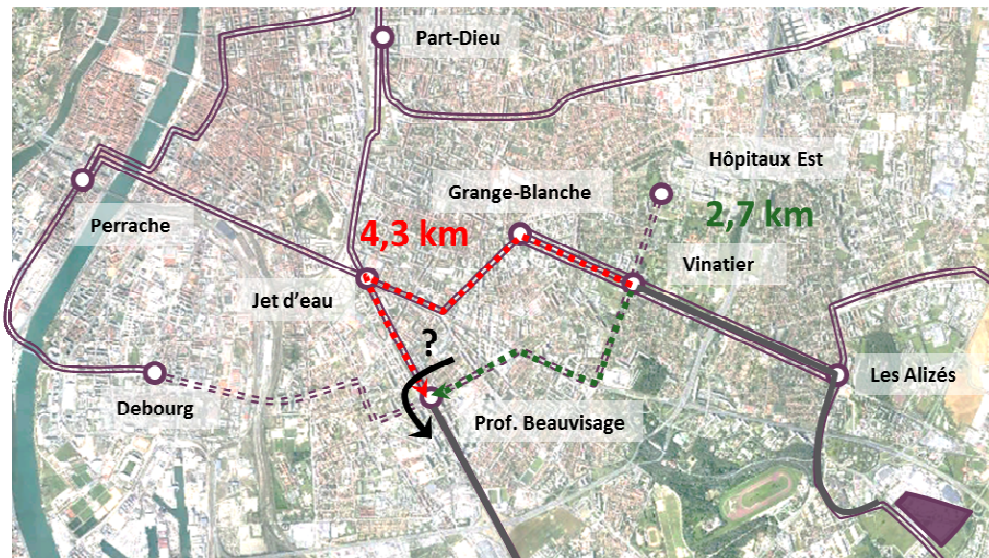 Part-Dieu
Hôpitaux Est
Grange-Blanche
2,7 km
Perrache
4,3 km
Vinatier
Jet d'eau
?
Les Alizés
Debourg
Prof. Beauvisage